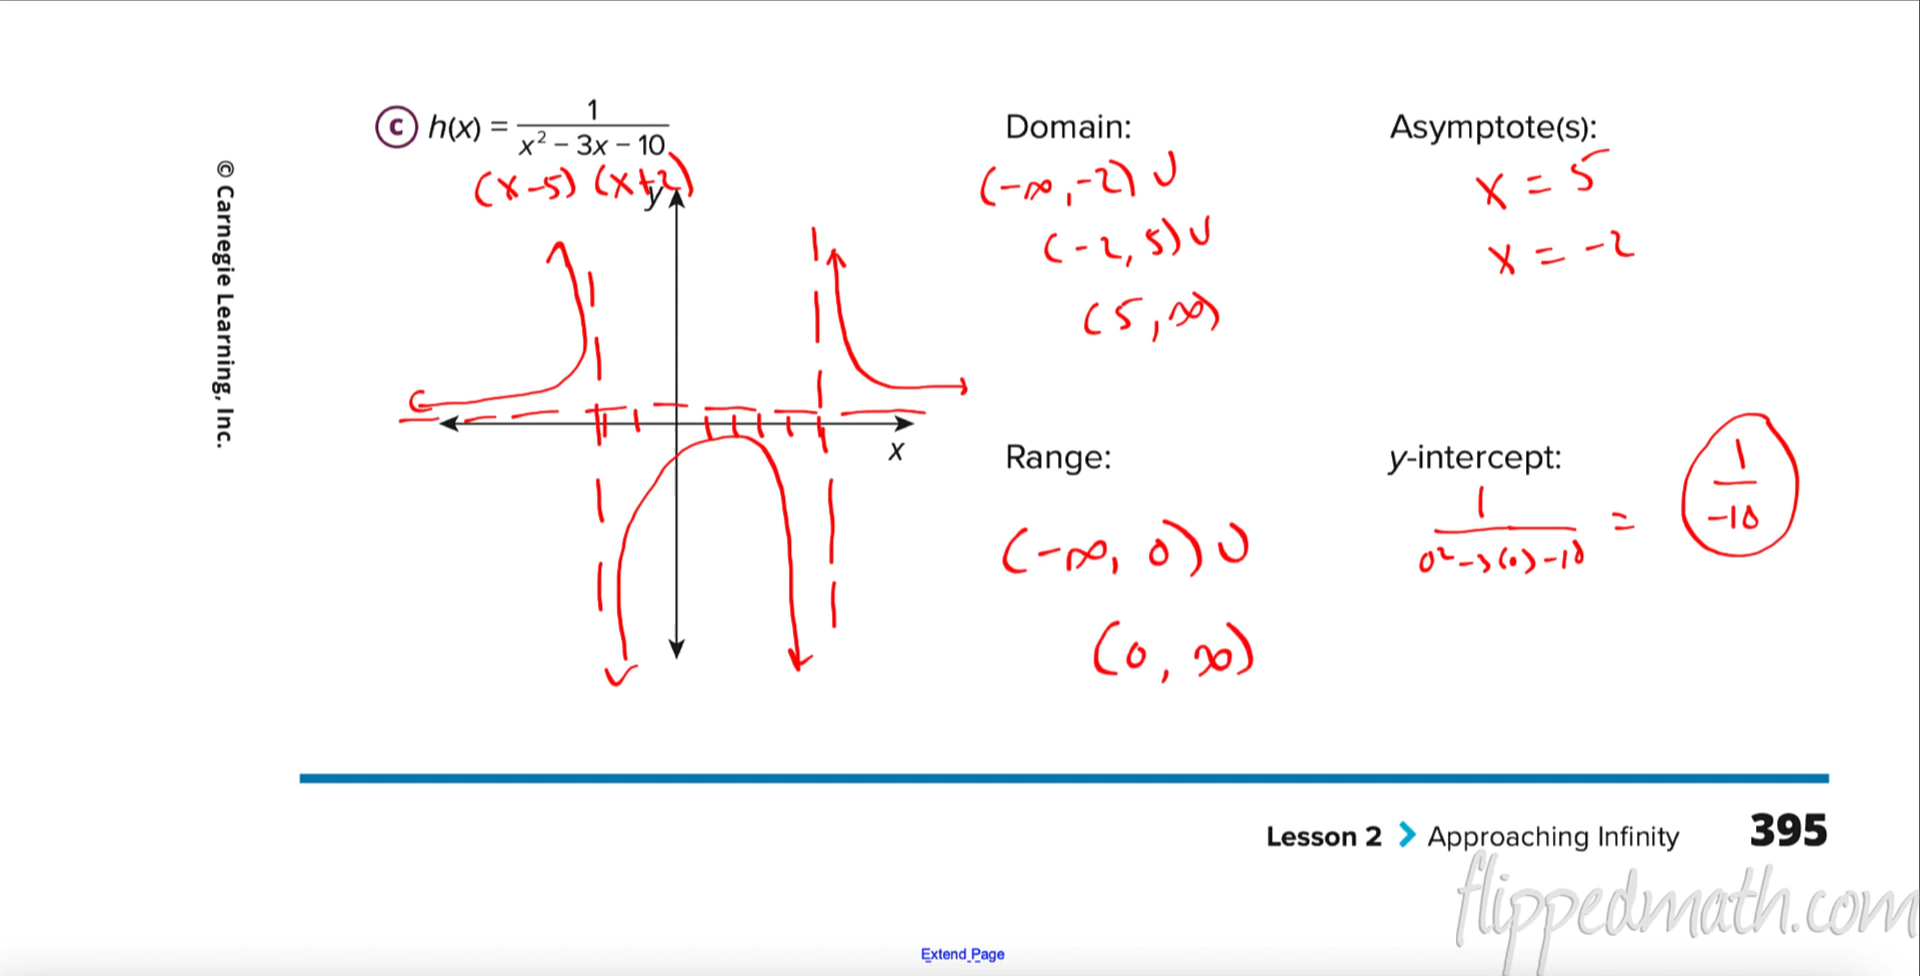 © Carnegie Learning, Inc.
c h(x) = 1 / (x² – 3x – 10)
(x-5) (x+2)
y
x
Domain:
(-∞,-2) ∪
(-2, 5) ∪
(5, ∞)
Asymptote(s):
x = 5
x = -2
Range:
(-∞, 0) ∪
(0, ∞)
y-intercept:
1 / (0²-3(0)-10) = 1 / -10
Lesson 2 > Approaching Infinity 395
flippedmath.com
Extend Page